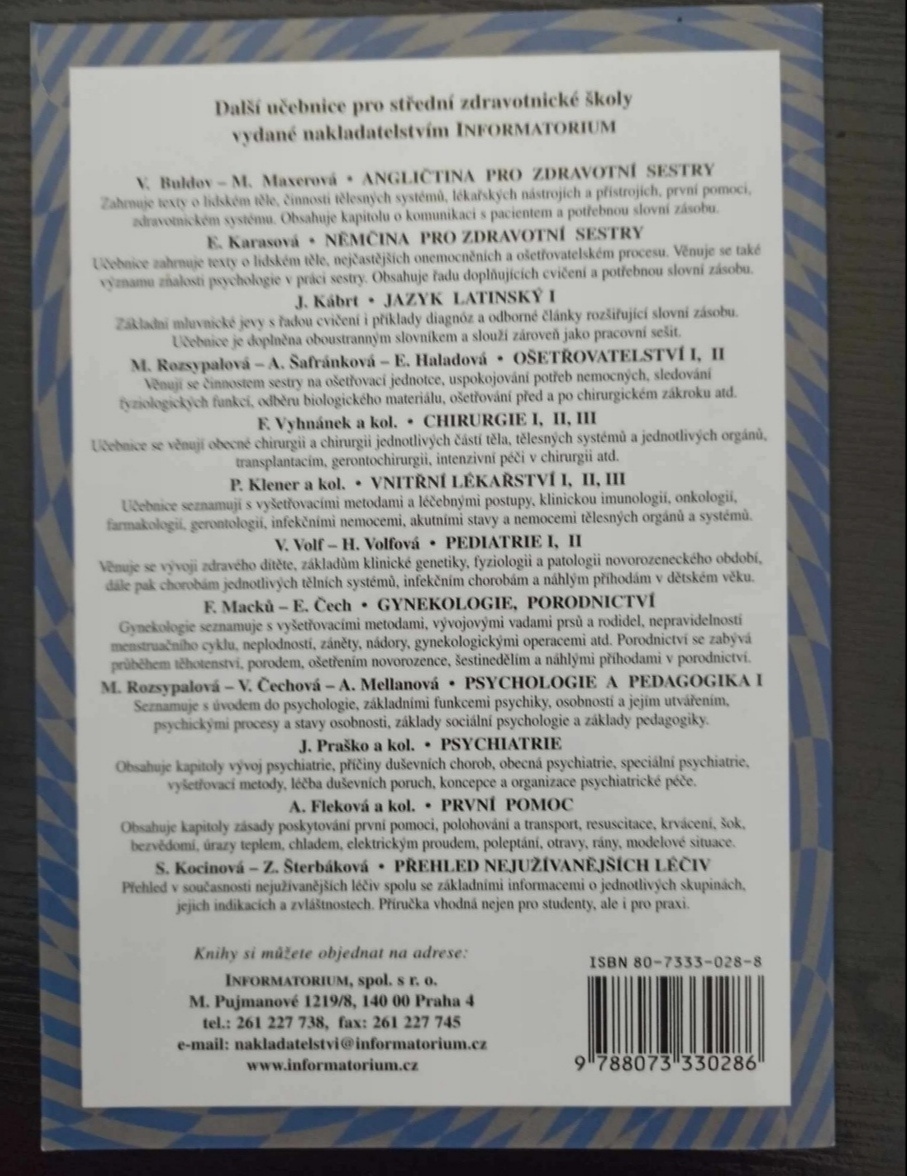 Další učebnice pro střední zdravotnické školy
vydané nakladatelstvím INFORMATORIUM
V. Buldov – M. Maxerová • ANGLIČTINA PRO ZDRAVOTNÍ SESTRY
Zahrnuje texty o lidském těle, činnosti tělesných systémů, lékařských nástrojích a přístrojích, první pomoci,
zdravotnickém systému. Obsahuje kapitolu o komunikaci s pacientem a potřebnou slovní zásobu.
E. Karasová • NĚMČINA PRO ZDRAVOTNÍ SESTRY
Učebnice zahrnuje texty o lidském těle, nejčastějších onemocněních a ošetřovatelském procesu. Věnuje se také
významu znalosti psychologie v práci sestry. Obsahuje řadu doplňujících cvičení a potřebnou slovní zásobu.
J. Kábrt • JAZYK LATINSKÝ I
Základní mluvnické jevy s řadou cvičení i příklady diagnóz a odborné články rozšiřující slovní zásobu.
Učebnice je doplněna oboustranným slovníkem a slouží zároveň jako pracovní sešit.
M. Rozsypalová – A. Šafránková – E. Haladová • OŠETŘOVATELSTVÍ I, II
Věnují se činnostem sestry na ošetřovací jednotce, uspokojování potřeb nemocných, sledování
fyziologických funkcí, odběru biologického materiálu, ošetřování před a po chirurgickém zákroku atd.
F. Vyhnánek a kol. • CHIRURGIE I, II, III
Učebnice se věnují obecné chirurgii a chirurgii jednotlivých částí těla, tělesných systémů a jednotlivých orgánů,
transplantacím, gerontochirurgii, intenzivní péči v chirurgii atd.
P. Klener a kol. • VNITŘNÍ LÉKAŘSTVÍ I, II, III
Učebnice seznamují s vyšetřovacími metodami a léčebnými postupy, klinickou imunologií, onkologií,
farmakologií, gerontologií, infekčními nemocemi, akutními stavy a nemocemi tělesných orgánů a systémů.
V. Volf – H. Volfová • PEDIATRIE I, II
Věnuje se vývoji zdravého dítěte, základům klinické genetiky, fyziologii a patologii novorozeneckého období,
dále pak chorobám jednotlivých tělních systémů, infekčním chorobám a náhlým příhodám v dětském věku.
F. Macků – E. Čech • GYNEKOLOGIE, PORODNICTVÍ
Gynekologie seznamuje s vyšetřovacími metodami, vývojovými vadami prsů a rodidel, nepravidelností
menstruačního cyklu, neplodností, záněty, nádory, gynekologickými operacemi atd. Porodnictví se zabývá
průběhem těhotenství, porodem, ošetřením novorozence, šestinedělím a náhlými příhodami v porodnictví.
M. Rozsypalová – V. Čechová – A. Mellanová • PSYCHOLOGIE A PEDAGOGIKA I
Seznamuje s úvodem do psychologie, základními funkcemi psychiky, osobností a jejím utvářením,
psychickými procesy a stavy osobnosti, základy sociální psychologie a základy pedagogiky.
J. Praško a kol. • PSYCHIATRIE
Obsahuje kapitoly vývoj psychiatrie, příčiny duševních chorob, obecná psychiatrie, speciální psychiatrie,
vyšetřovací metody, léčba duševních poruch, koncepce a organizace psychiatrické péče.
A. Fleková a kol. • PRVNÍ POMOC
Obsahuje kapitoly zásady poskytování první pomoci, polohování a transport, resuscitace, krvácení, šok,
bezvědomí, úrazy teplem, chladem, elektrickým proudem, poleptání, otravy, rány, modelové situace.
S. Kocinová – Z. Šterbáková • PŘEHLED NEJUŽÍVANĚJŠÍCH LÉČIV
Přehled v současnosti nejužívanějších léčiv spolu se základními informacemi o jednotlivých skupinách,
jejich indikacích a zvláštnostech. Příručka vhodná nejen pro studenty, ale i pro praxi.
Knihy si můžete objednat na adrese:
INFORMATORIUM, spol. s r. o.
M. Pujmanové 1219/8, 140 00 Praha 4
tel.: 261 227 738, fax: 261 227 745
e-mail: nakladatelstvi@informatorium.cz
www.informatorium.cz
ISBN 80-7333-028-8
9 788073 330286